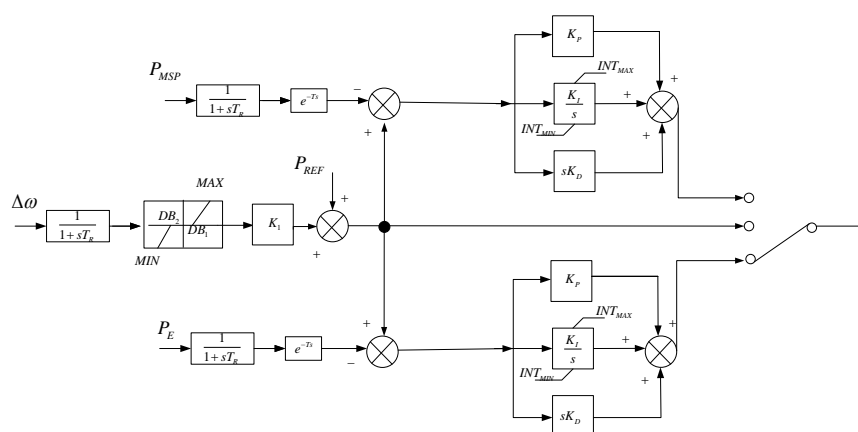 K_P
P_MSP
INT_MAX
1
1+sT_R
e^{-Ts}
−
K_I
s
+
+
INT_MIN
+
+
sK_D
P_REF
MAX
Δω
+
1
1+sT_R
DB_2
DB_1
K_1
MIN
+
K_P
P_E
+
INT_MAX
+
1
1+sT_R
e^{-Ts}
−
K_I
s
+
INT_MIN
+
sK_D